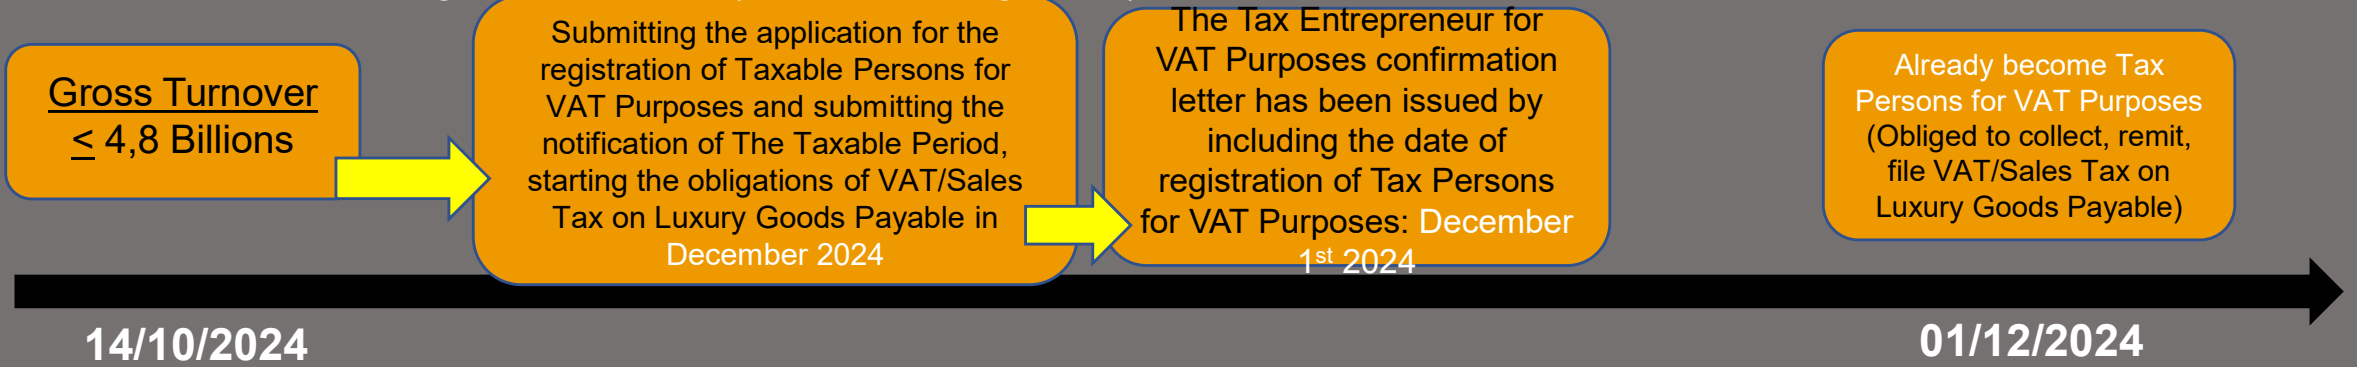 Gross Turnover
< 4,8 Billions
Submitting the application for the
registration of Taxable Persons for
VAT Purposes and submitting the
notification of The Taxable Period,
starting the obligations of VAT/Sales
Tax on Luxury Goods Payable in
December 2024
The Tax Entrepreneur for
VAT Purposes confirmation
letter has been issued by
including the date of
registration of Tax Persons
for VAT Purposes: December
1st 2024
Already become Tax
Persons for VAT Purposes
(Obliged to collect, remit,
file VAT/Sales Tax on
Luxury Goods Payable)
14/10/2024
01/12/2024